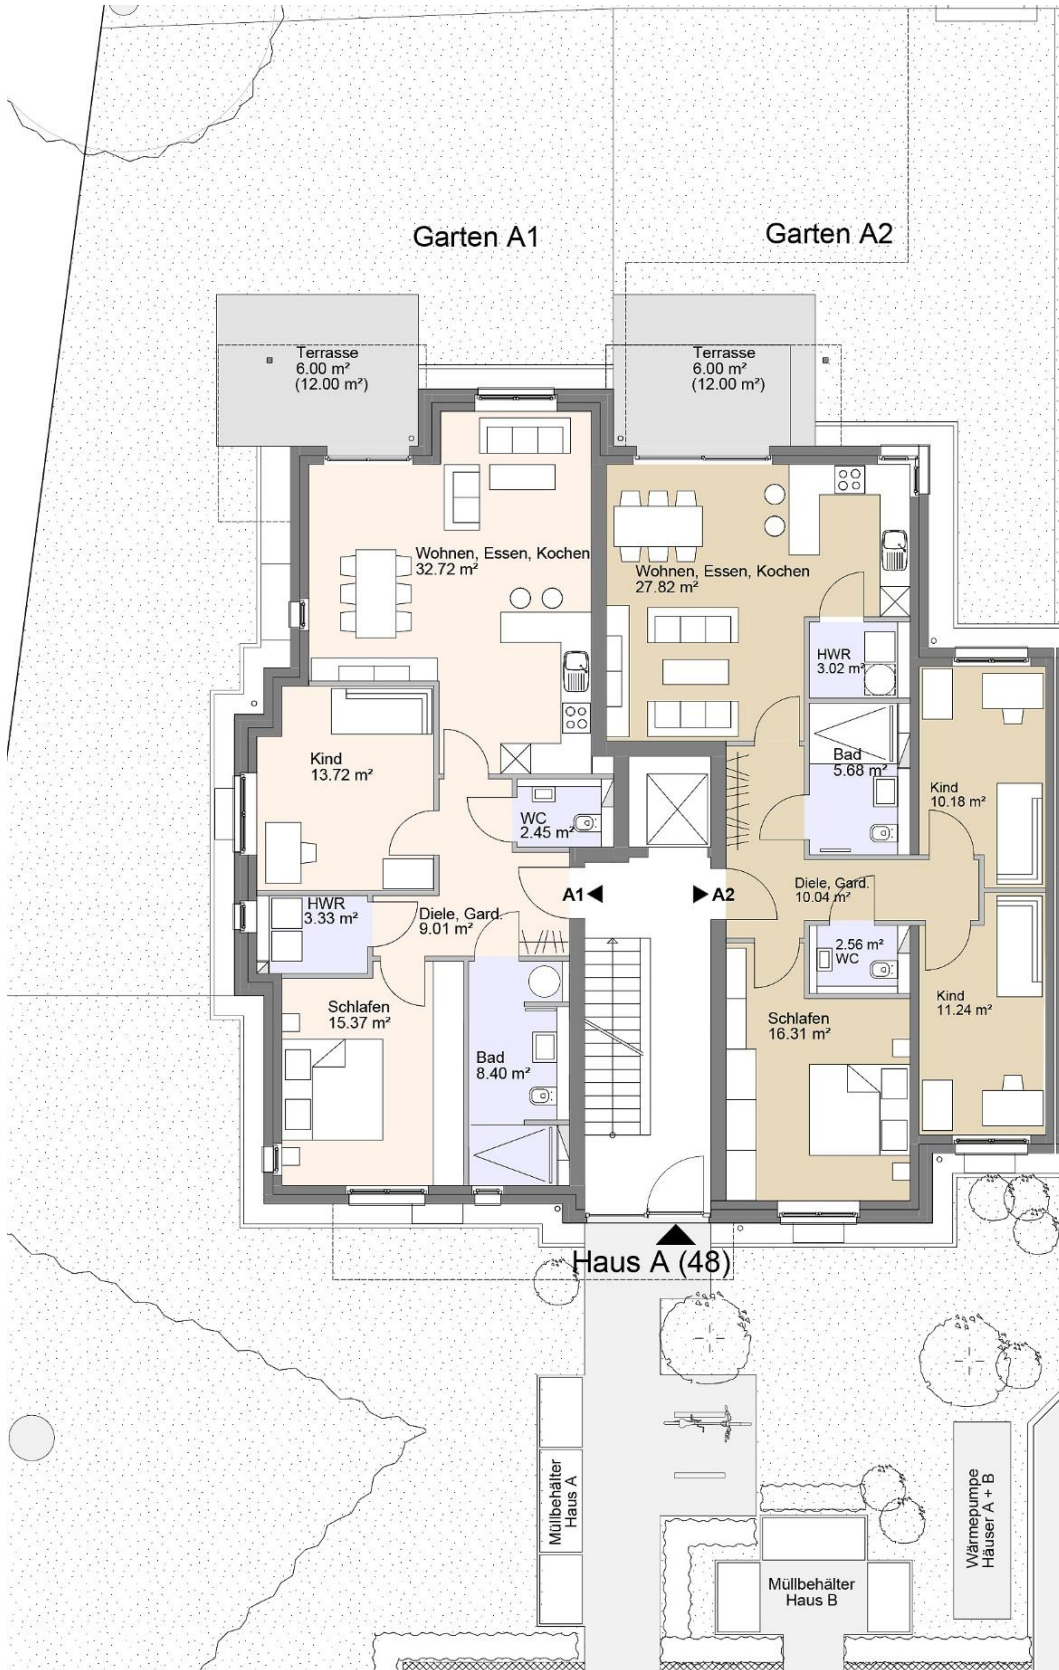 Garten A1
Garten A2
Terrasse
6.00 m²
(12.00 m²)
Terrasse
6.00 m²
(12.00 m²)
Wohnen, Essen, Kochen
32.72 m²
Wohnen, Essen, Kochen
27.82 m²
HWR
3.02 m²
Kind
13.72 m²
Bad
5.68 m²
Kind
10.18 m²
WC
2.45 m²
A1
A2
Diele, Gard.
10.04 m²
HWR
3.33 m²
Diele, Gard.
9.01 m²
2.56 m²
WC
Schlafen
15.37 m²
Schlafen
16.31 m²
Kind
11.24 m²
Bad
8.40 m²
Haus A (48)
Müllbehälter
Haus A
Wärmepumpe
Häuser A + B
Müllbehälter
Haus B